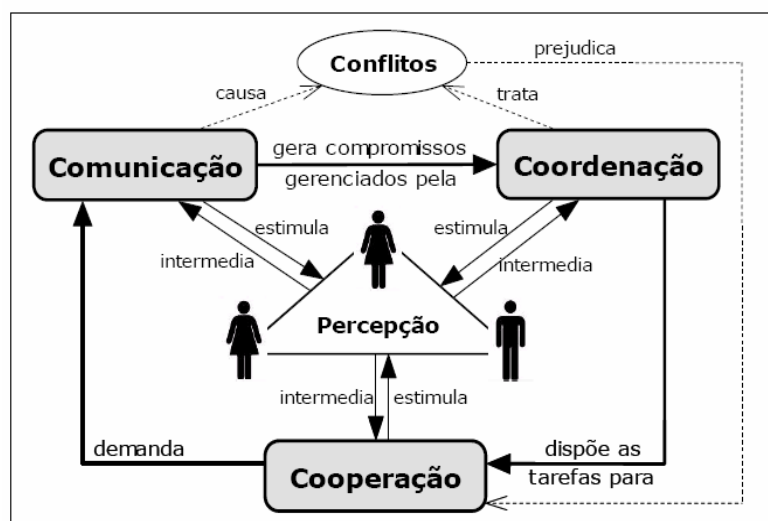 prejudica
Conflitos
causa
trata
gera compromissos
Comunicação
Coordenação
gerenciados pela
estimula
estimula
intermedia
intermedia
Percepção
intermedia
estimula
demanda
dispõe as
tarefas para
Cooperação